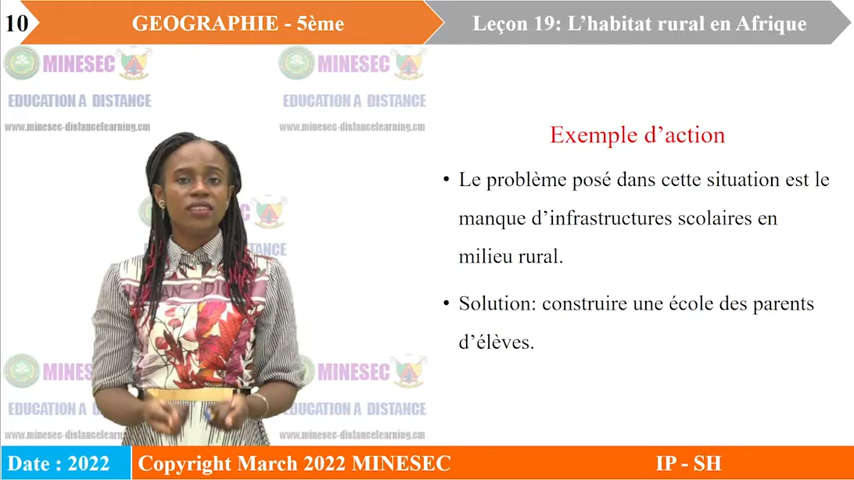 10
GEOGRAPHIE - 5ème
Leçon 19: L’habitat rural en Afrique
MINESEC
MINESEC
EDUCATION A DISTANCE
EDUCATION A DISTANCE
www.minesec-distancelearning.cm
www.minesec-distancelearning.cm
Exemple d’action
• Le problème posé dans cette situation est le
manque d’infrastructures scolaires en
milieu rural.
• Solution: construire une école des parents
d’élèves.
MINESEC
EDUCATION A DISTANCE
www.minesec-distancelearning.cm
Date : 2022
Copyright March 2022 MINESEC
IP - SH